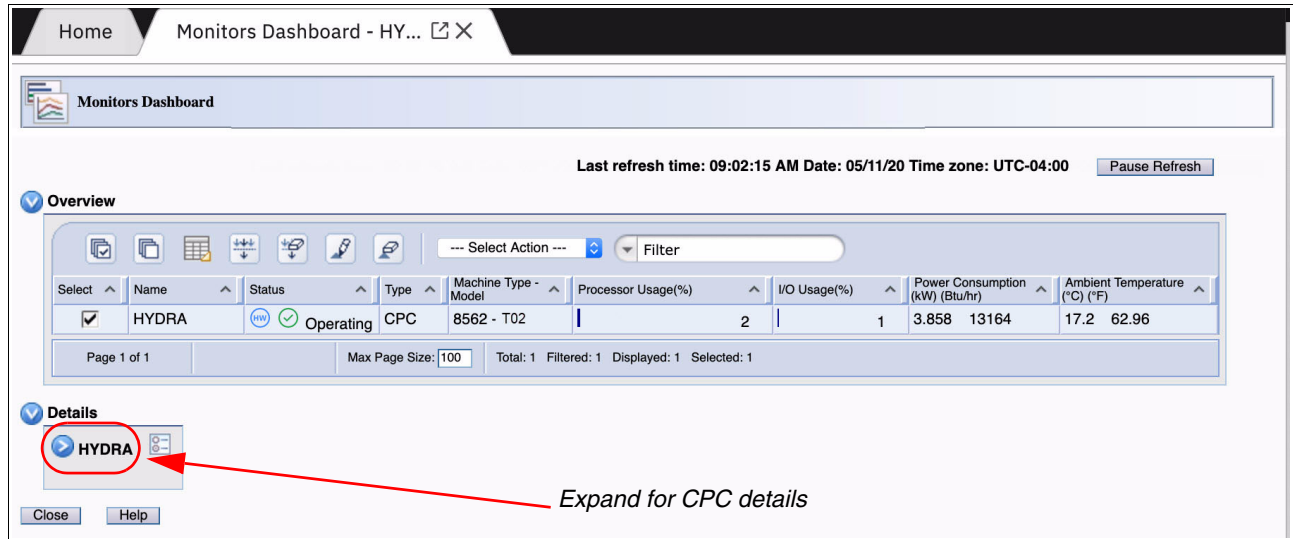 Home Monitors Dashboard - HY...
Monitors Dashboard
Last refresh time: 09:02:15 AM Date: 05/11/20 Time zone: UTC-04:00 Pause Refresh
Overview
--- Select Action --- Filter
Select Name Status Type Machine Type - Model Processor Usage(%) I/O Usage(%) Power Consumption (kW) (Btu/hr) Ambient Temperature (°C) (°F)
HYDRA HW Operating CPC 8562 - T02 2 1 3.858 13164 17.2 62.96
Page 1 of 1 Max Page Size: 100 Total: 1 Filtered: 1 Displayed: 1 Selected: 1
Details
HYDRA
Expand for CPC details
Close Help